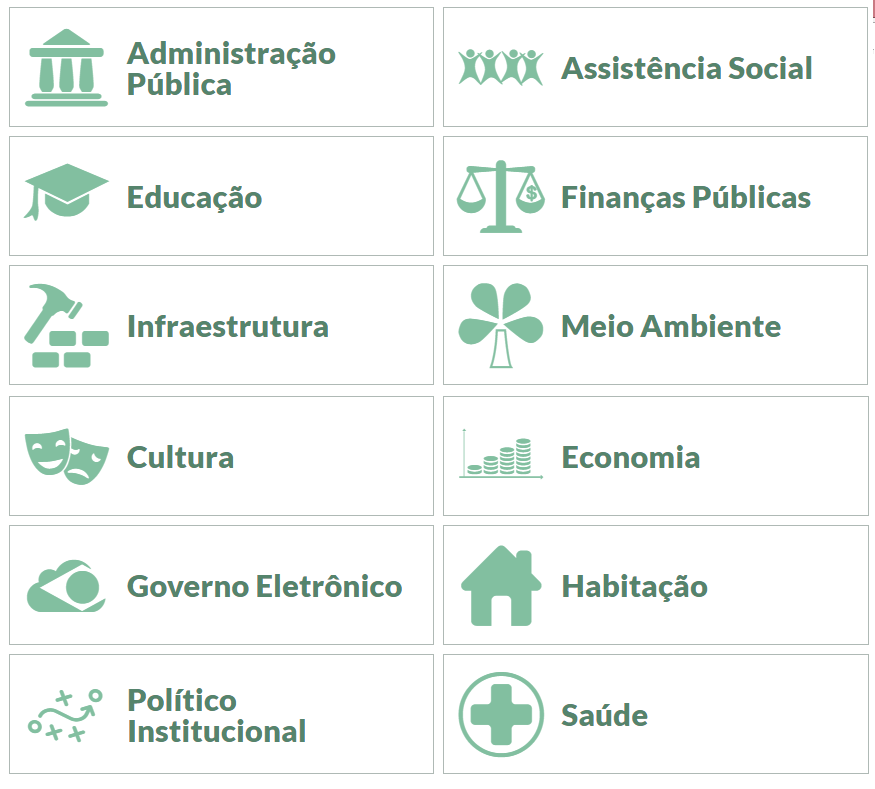 Administração
Pública
Assistência Social
Educação
$
Finanças Públicas
Infraestrutura
Meio Ambiente
Cultura
Economia
Governo Eletrônico
Habitação
Político
Institucional
Saúde